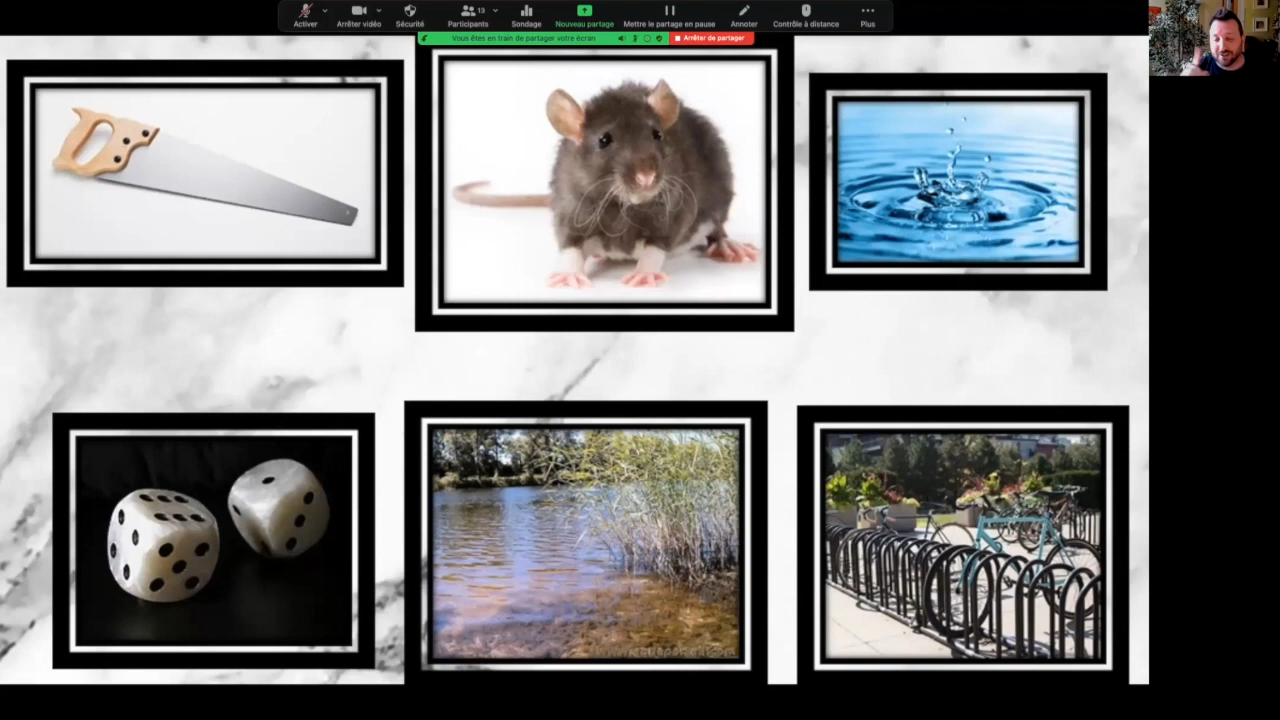 Activer
Arrêter vidéo
Sécurité
Participants
13
Sondage
Nouveau partage
Mettre le partage en pause
Annoter
Contrôle à distance
Plus
Vous êtes en train de partager votre écran
Arrêter de partager